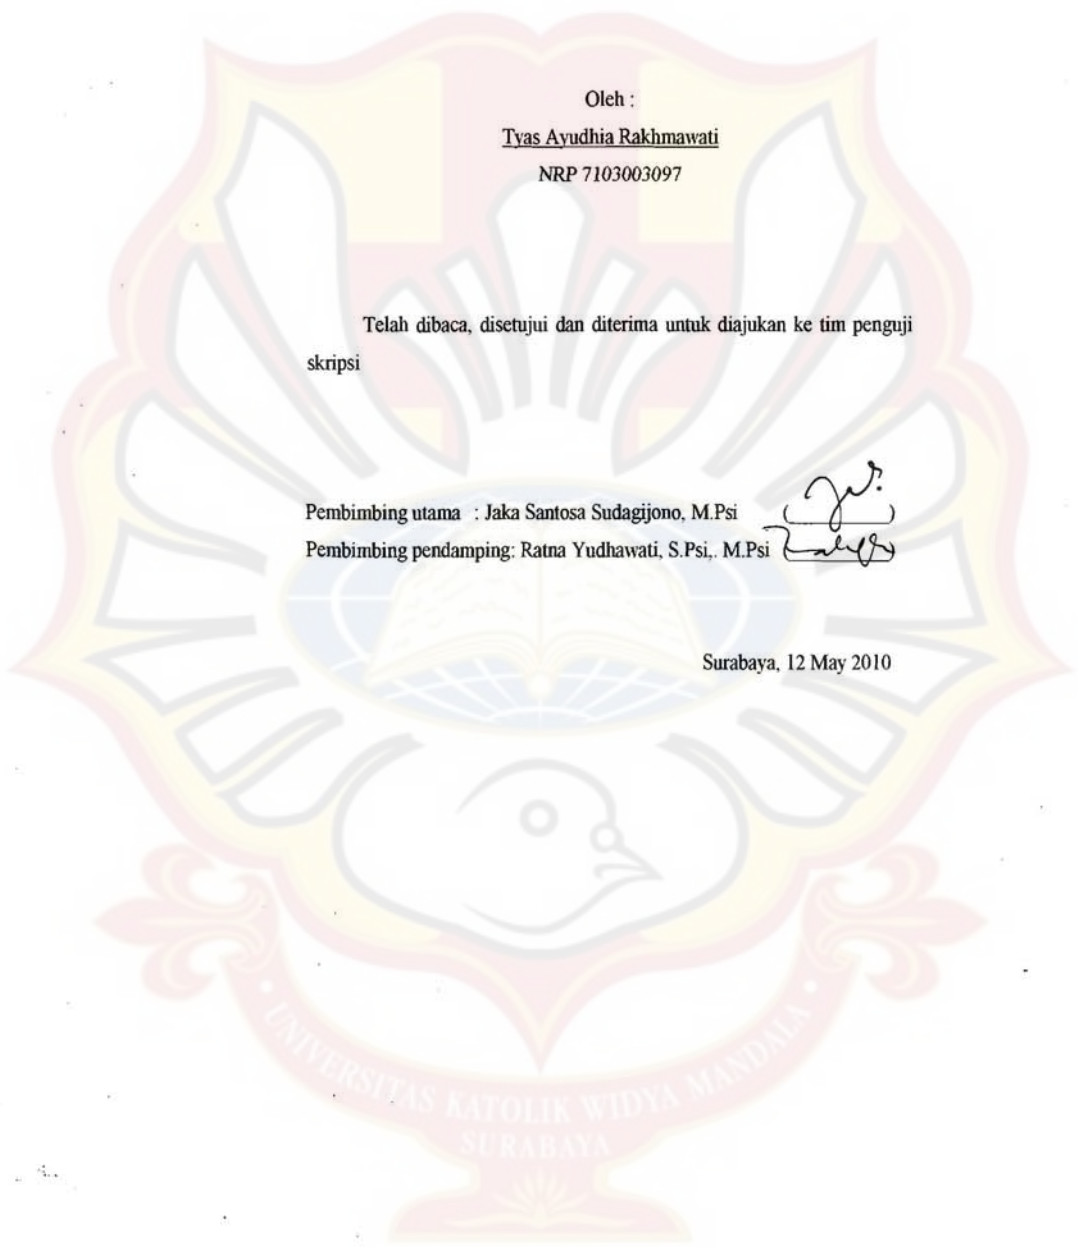 Oleh :
Tyas Ayudhia Rakhmawati
NRP 7103003097
Telah dibaca, disetujui dan diterima untuk diajukan ke tim penguji
skripsi
Pembimbing utama : Jaka Santosa Sudagijono, M.Psi ( )
Pembimbing pendamping: Ratna Yudhawati, S.Psi,. M.Psi ( )
Surabaya, 12 May 2010
UNIVERSITAS KATOLIK WIDYA MANDALA
SURABAYA